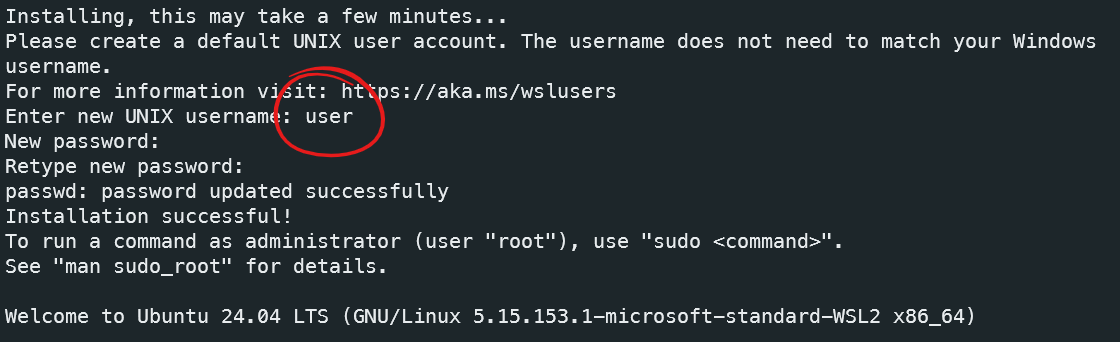 Installing, this may take a few minutes...
Please create a default UNIX user account. The username does not need to match your Windows
username.
For more information visit: https://aka.ms/wslusers
Enter new UNIX username: user
New password:
Retype new password:
passwd: password updated successfully
Installation successful!
To run a command as administrator (user "root"), use "sudo <command>".
See "man sudo_root" for details.
Welcome to Ubuntu 24.04 LTS (GNU/Linux 5.15.153.1-microsoft-standard-WSL2 x86_64)